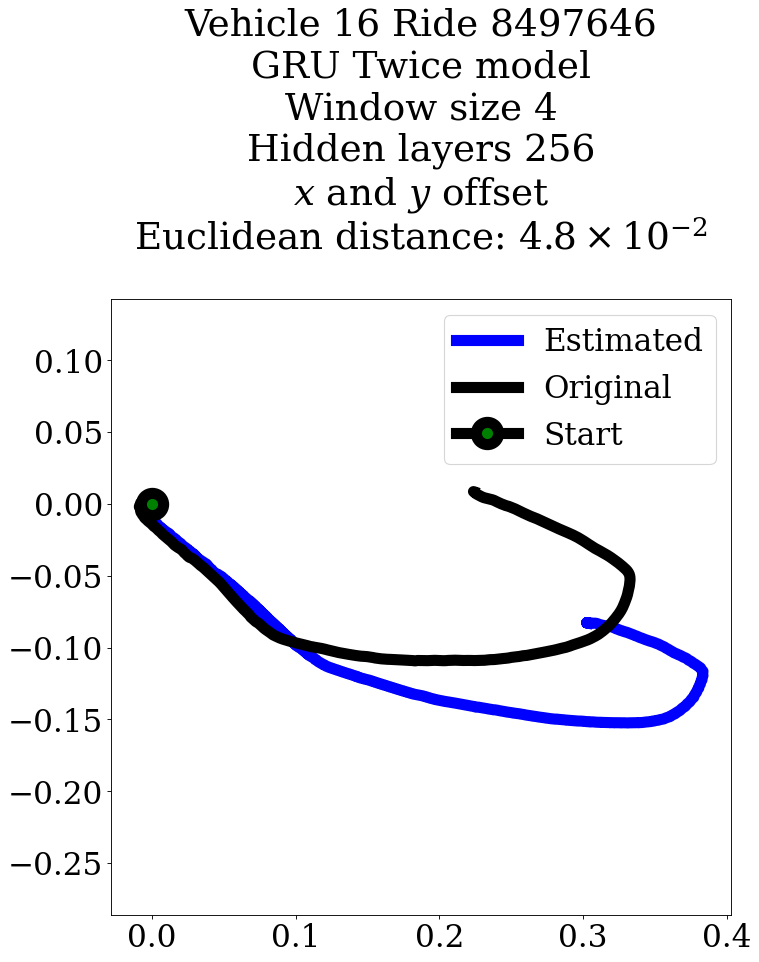 Vehicle 16 Ride 8497646
GRU Twice model
Window size 4
Hidden layers 256
x and y offset
Euclidean distance: 4.8 × 10⁻²
Estimated
Original
Start
0.10
0.05
0.00
−0.05
−0.10
−0.15
−0.20
−0.25
0.0 0.1 0.2 0.3 0.4